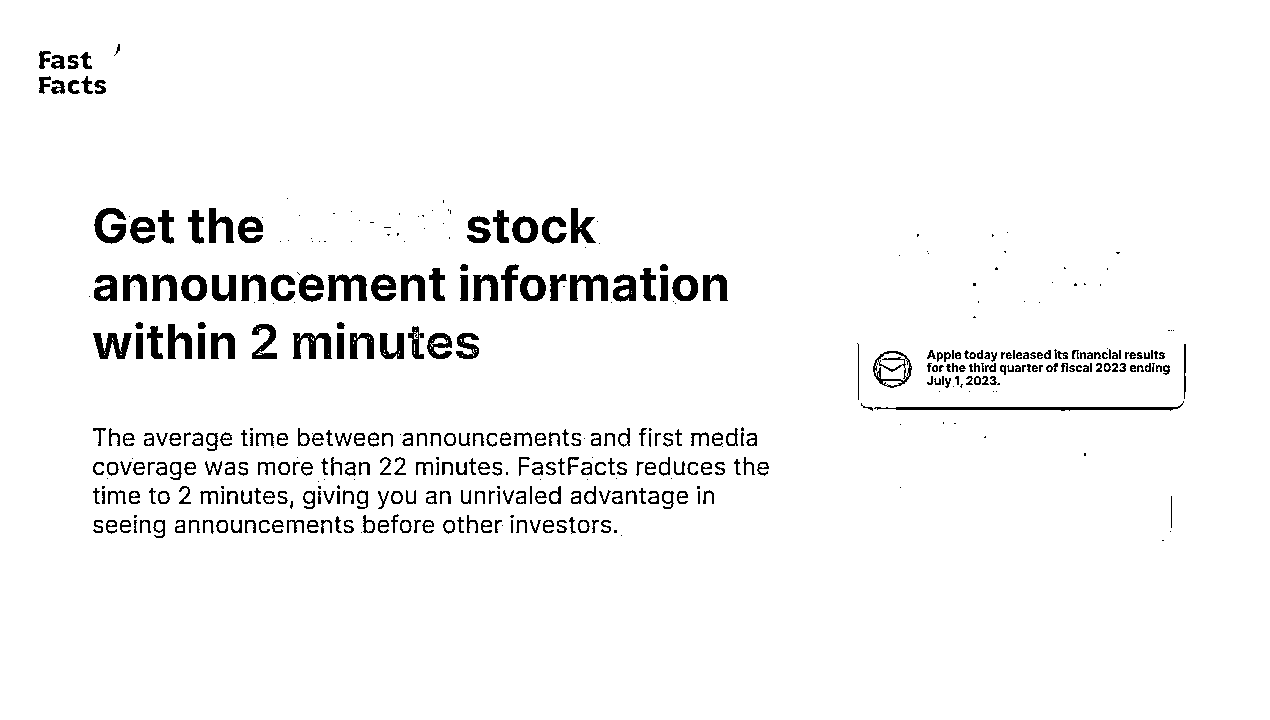 Fast
Facts
Get the stock
announcement information
within 2 minutes
The average time between announcements and first media
coverage was more than 22 minutes. FastFacts reduces the
time to 2 minutes, giving you an unrivaled advantage in
seeing announcements before other investors.
Apple today released its financial results
for the third quarter of fiscal 2023 ending
July 1, 2023.